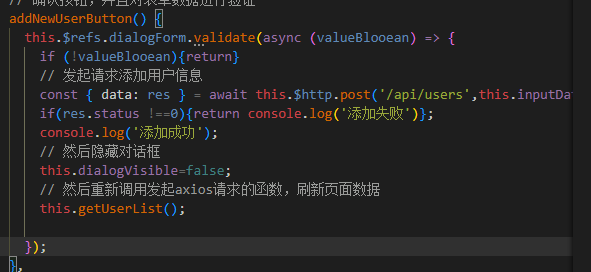 // 确认按钮，并且对表单数据进行验证
addNewUserButton() {
this.$refs.dialogForm.validate(async (valueBlooean) => {
if (!valueBlooean){return}
// 发起请求添加用户信息
const { data: res } = await this.$http.post('/api/users',this.inputDat
if(res.status !==0){return console.log('添加失败')};
console.log('添加成功');
// 然后隐藏对话框
this.dialogVisible=false;
// 然后重新调用发起axios请求的函数，刷新页面数据
this.getUserList();
});
},